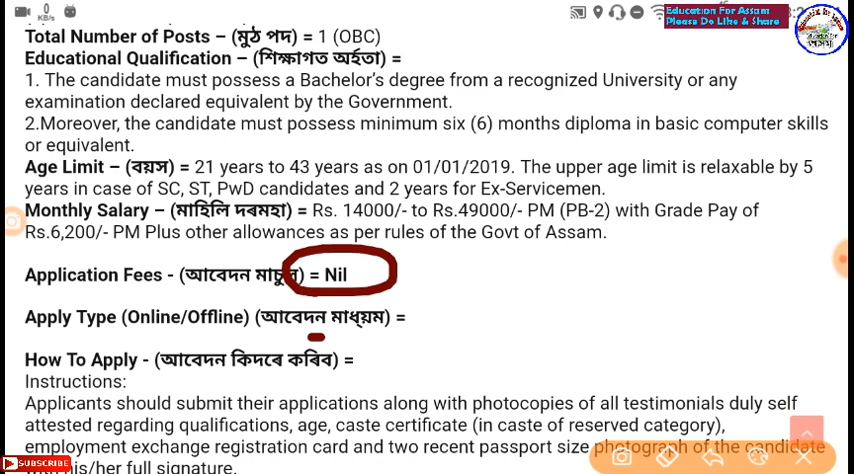 0
KB/s
Education For Assam
Please Do Like & Share
Total Number of Posts – (মুঠ পদ) = 1 (OBC)
Educational Qualification – (শিক্ষাগত অৰ্হতা) =
1. The candidate must possess a Bachelor's degree from a recognized University or any
examination declared equivalent by the Government.
2.Moreover, the candidate must possess minimum six (6) months diploma in basic computer skills
or equivalent.
Age Limit – (বয়স) = 21 years to 43 years as on 01/01/2019. The upper age limit is relaxable by 5
years in case of SC, ST, PwD candidates and 2 years for Ex-Servicemen.
Monthly Salary – (মাহিলি দৰমহা) = Rs. 14000/- to Rs.49000/- PM (PB-2) with Grade Pay of
Rs.6,200/- PM Plus other allowances as per rules of the Govt of Assam.
Application Fees - (আবেদন মাচুল) = Nil
Apply Type (Online/Offline) (আবেদন মাধ্য়ম) =
How To Apply - (আবেদন কিদৰে কৰিব) =
Instructions:
Applicants should submit their applications along with photocopies of all testimonials duly self
attested regarding qualifications, age, caste certificate (in caste of reserved category),
employment exchange registration card and two recent passport size photograph of the candidate
his/her full signature.
SUBSCRIBE